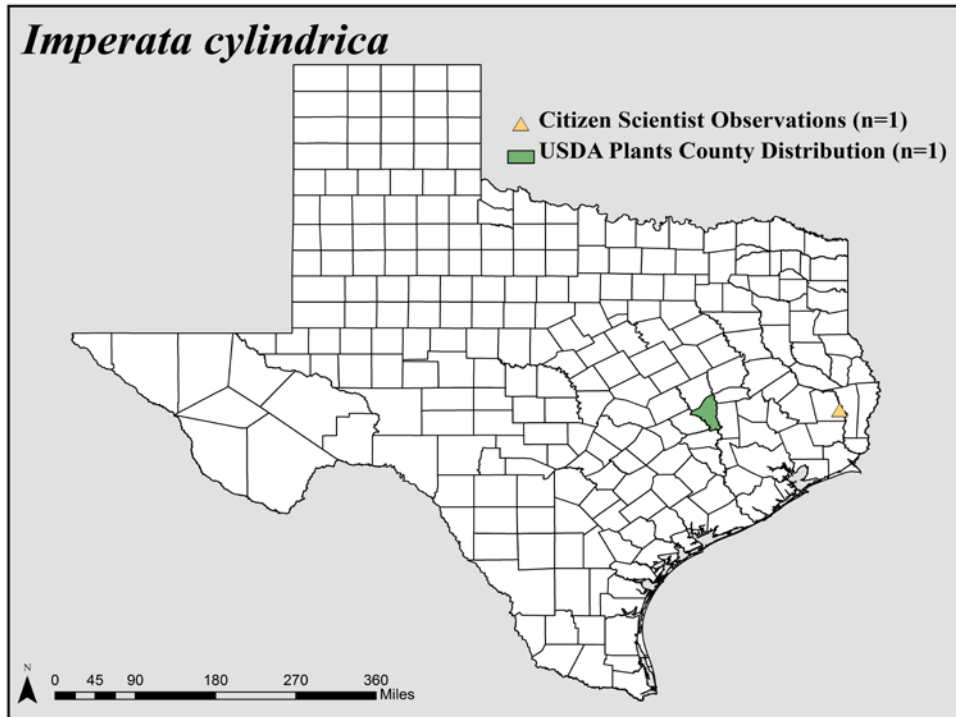 Imperata cylindrica
Citizen Scientist Observations (n=1)
USDA Plants County Distribution (n=1)
N
0 45 90 180 270 360
Miles